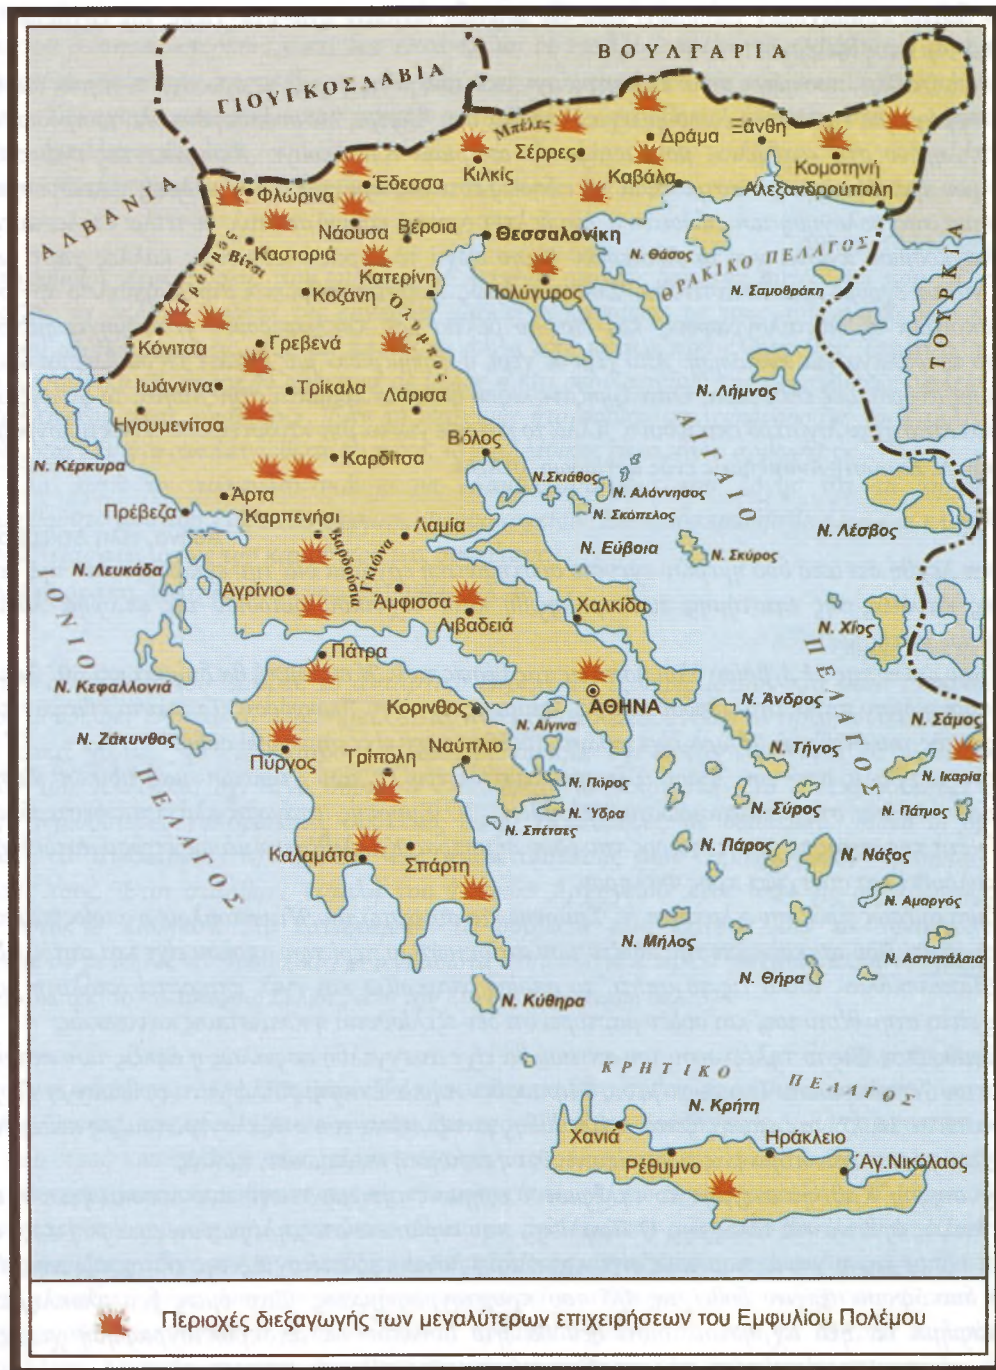 ΒΟΥΛΓΑΡΙΑ
ΓΙΟΥΓΚΟΣΛΑΒΙΑ
ΑΛΒΑΝΙΑ
ΤΟΥΡΚΙΑ
Μπέλες
Δράμα
Ξάνθη
Κομοτηνή
Σέρρες
Κιλκίς
Καβάλα
Αλεξανδρούπολη
Φλώρινα
Έδεσσα
Νάουσα
Βέροια
Θεσσαλονίκη
Ν. Θάσος
ΘΡΑΚΙΚΟ ΠΕΛΑΓΟΣ
Ν. Σαμοθράκη
Γράμμος
Βίτσι
Καστοριά
Κατερίνη
Κοζάνη
Πολύγυρος
Όλυμπος
Κόνιτσα
Γρεβενά
Ιωάννινα
Τρίκαλα
Λάρισα
Ν. Λήμνος
Ηγουμενίτσα
Ν. Κέρκυρα
Καρδίτσα
Βόλος
Ν.Σκιάθος
Ν. Αλόννησος
Ν. Σκόπελος
ΑΙΓΑΙΟ
ΠΕΛΑΓΟΣ
Ν. Λέσβος
Άρτα
Πρέβεζα
Καρπενήσι
Λαμία
Ν. Εύβοια
Ν. Σκύρος
Ν. Λευκάδα
Βαρδούσια
Γκιώνα
Αγρίνιο
Άμφισσα
Λιβαδειά
Χαλκίδα
Ν. Χίος
ΙΟΝΙΟ
ΠΕΛΑΓΟΣ
Πάτρα
Ν. Κεφαλλονιά
Κόρινθος
ΑΘΗΝΑ
Ν. Άνδρος
Ν. Σάμος
Ν. Αίγινα
Ν. Ζάκυνθος
Ναύπλιο
Ν. Τήνος
Πύργος
Τρίπολη
Ν. Πόρος
Ν. Ικαρία
Ν. Ύδρα
Ν. Σύρος
Ν. Πάτμος
Ν. Σπέτσες
Καλαμάτα
Σπάρτη
Ν. Πάρος
Ν. Νάξος
Ν. Αμοργός
Ν. Μήλος
Ν. Αστυπάλαια
Ν. Θήρα
Ν. Κύθηρα
ΚΡΗΤΙΚΟ ΠΕΛΑΓΟΣ
Ν. Κρήτη
Χανιά
Ηράκλειο
Ρέθυμνο
Άγ.Νικόλαος
Περιοχές διεξαγωγής των μεγαλύτερων επιχειρήσεων του Εμφυλίου Πολέμου